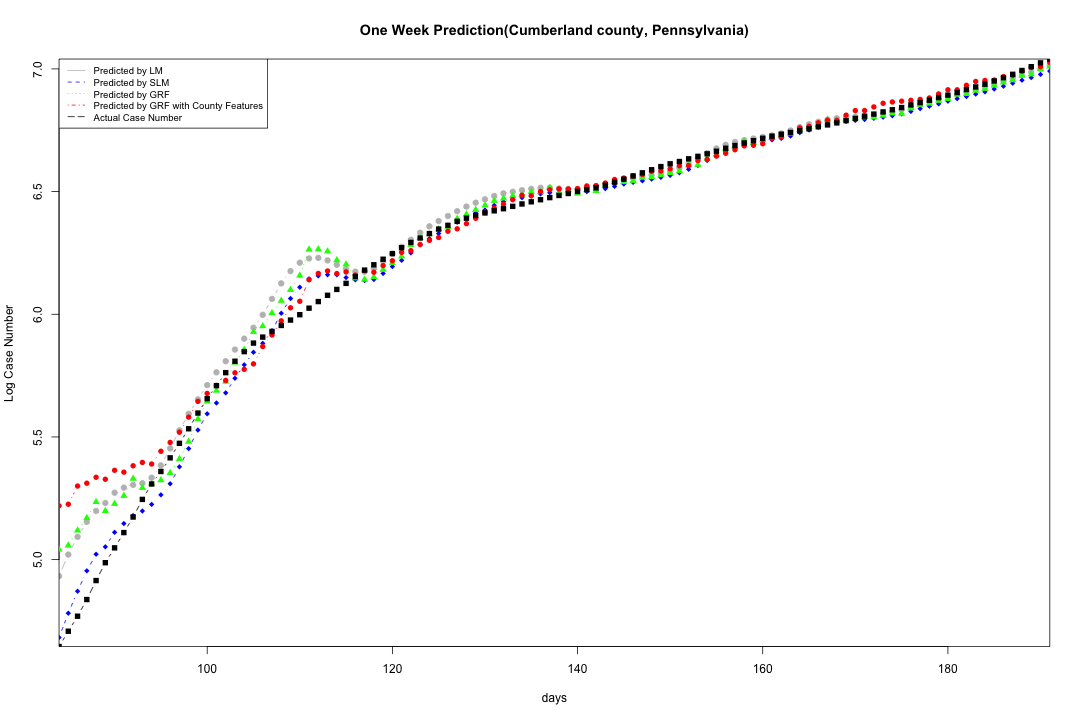 One Week Prediction(Cumberland county, Pennsylvania)
Predicted by LM
Predicted by SLM
Predicted by GRF
Predicted by GRF with County Features
Actual Case Number
Log Case Number
7.0
6.5
6.0
5.5
5.0
100 120 140 160 180
days